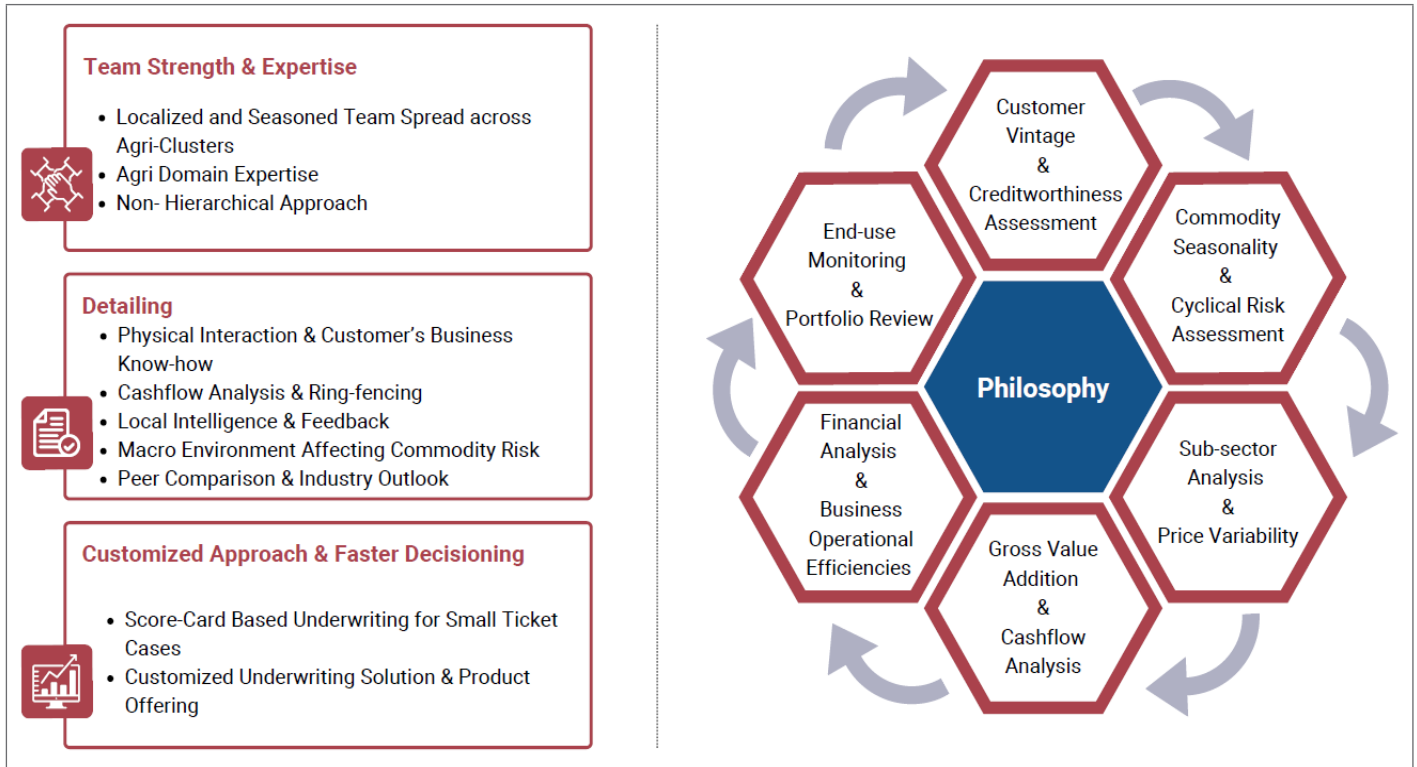 Team Strength & Expertise
• Localized and Seasoned Team Spread across
Agri-Clusters
• Agri Domain Expertise
• Non- Hierarchical Approach
Detailing
• Physical Interaction & Customer's Business
Know-how
• Cashflow Analysis & Ring-fencing
• Local Intelligence & Feedback
• Macro Environment Affecting Commodity Risk
• Peer Comparison & Industry Outlook
Customized Approach & Faster Decisioning
• Score-Card Based Underwriting for Small Ticket
Cases
• Customized Underwriting Solution & Product
Offering
Philosophy
Customer
Vintage
&
Creditworthiness
Assessment
Commodity
Seasonality
&
Cyclical Risk
Assessment
Sub-sector
Analysis
&
Price Variability
Gross Value
Addition
&
Cashflow
Analysis
Financial
Analysis
&
Business
Operational
Efficiencies
End-use
Monitoring
&
Portfolio Review